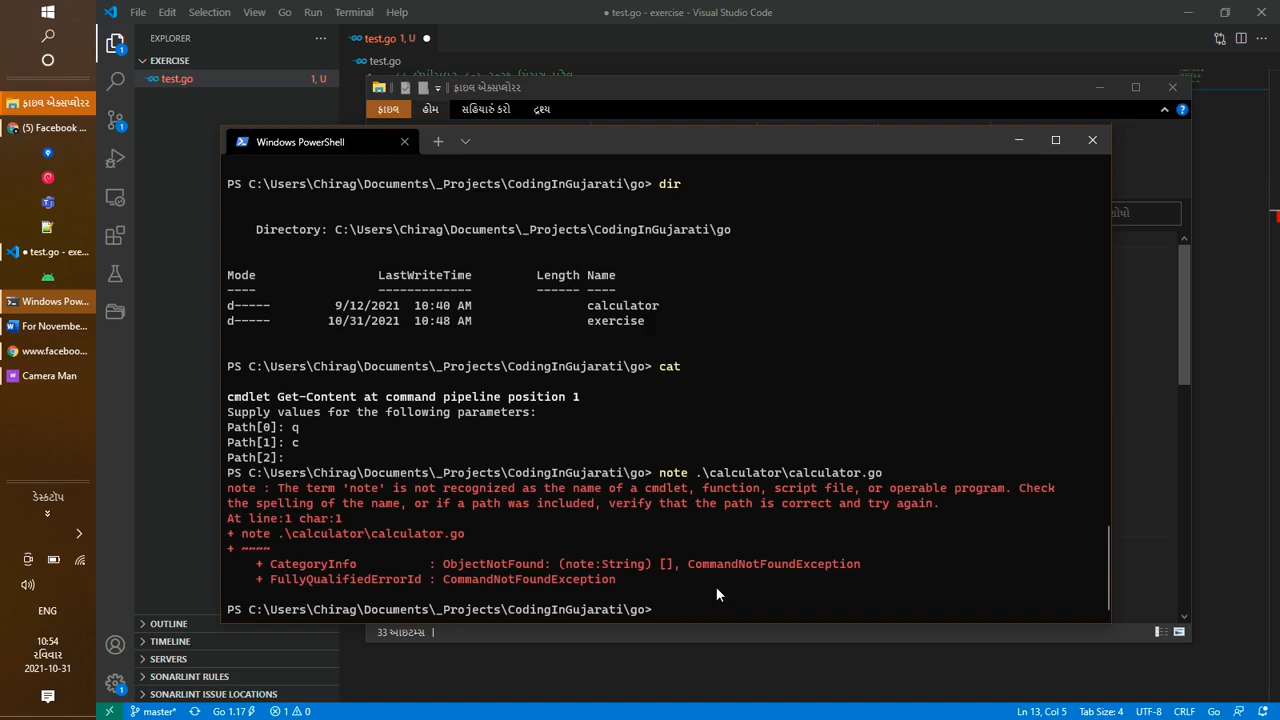 File Edit Selection View Go Run Terminal Help
● test.go - exercise - Visual Studio Code
EXPLORER
EXERCISE
test.go 1, U
test.go 1, U
test.go
ફાઇલ એક્સપ્લોરર
ફાઇલ હોમ સહિયારું કરો દ્રશ્ય
Windows PowerShell
PS C:\Users\Chirag\Documents\_Projects\CodingInGujarati\go> dir
Directory: C:\Users\Chirag\Documents\_Projects\CodingInGujarati\go
Mode LastWriteTime Length Name
---- ------------- ------ ----
d----- 9/12/2021 10:40 AM calculator
d----- 10/31/2021 10:48 AM exercise
PS C:\Users\Chirag\Documents\_Projects\CodingInGujarati\go> cat
cmdlet Get-Content at command pipeline position 1
Supply values for the following parameters:
Path[0]: q
Path[1]: c
Path[2]:
PS C:\Users\Chirag\Documents\_Projects\CodingInGujarati\go> note .\calculator\calculator.go
note : The term 'note' is not recognized as the name of a cmdlet, function, script file, or operable program. Check
the spelling of the name, or if a path was included, verify that the path is correct and try again.
At line:1 char:1
+ note .\calculator\calculator.go
+ ~~~~
+ CategoryInfo : ObjectNotFound: (note:String) [], CommandNotFoundException
+ FullyQualifiedErrorId : CommandNotFoundException
PS C:\Users\Chirag\Documents\_Projects\CodingInGujarati\go>
33 આઇટમ્સ
OUTLINE
TIMELINE
SERVERS
SONARLINT RULES
SONARLINT ISSUE LOCATIONS
master* Go 1.17 1 0
Ln 13, Col 5 Tab Size: 4 UTF-8 CRLF Go
ફાઇલ એક્સપ્લોરર
(5) Facebook ...
● test.go - exe...
Windows Pow...
For Novembe...
www.faceboo...
Camera Man
ડેસ્કટૉપ
ENG
10:54
રવિવાર
2021-10-31